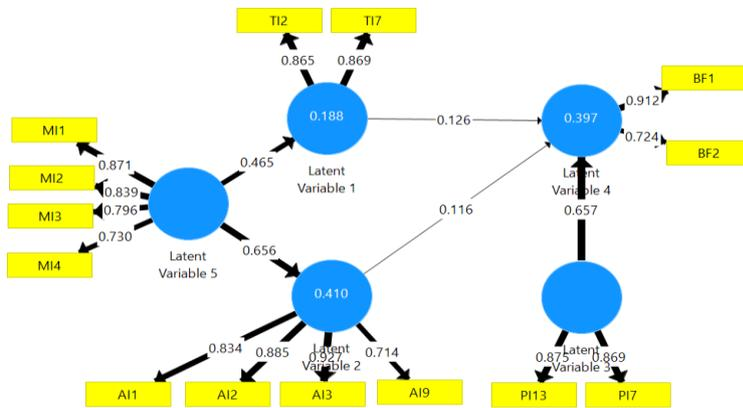 TI2
TI7
0.865
0.869
BF1
0.912
0.188
0.126
0.397
0.724
BF2
MI1
0.871
0.465
Latent
Variable 1
Latent
Variable 4
MI2
0.839
MI3
0.796
0.730
MI4
0.116
0.657
Latent
Variable 5
0.656
0.410
0.834
0.885
0.927
0.714
Latent
Variable 2
0.875
0.869
Latent
Variable 3
AI1
AI2
AI3
AI9
PI13
PI7